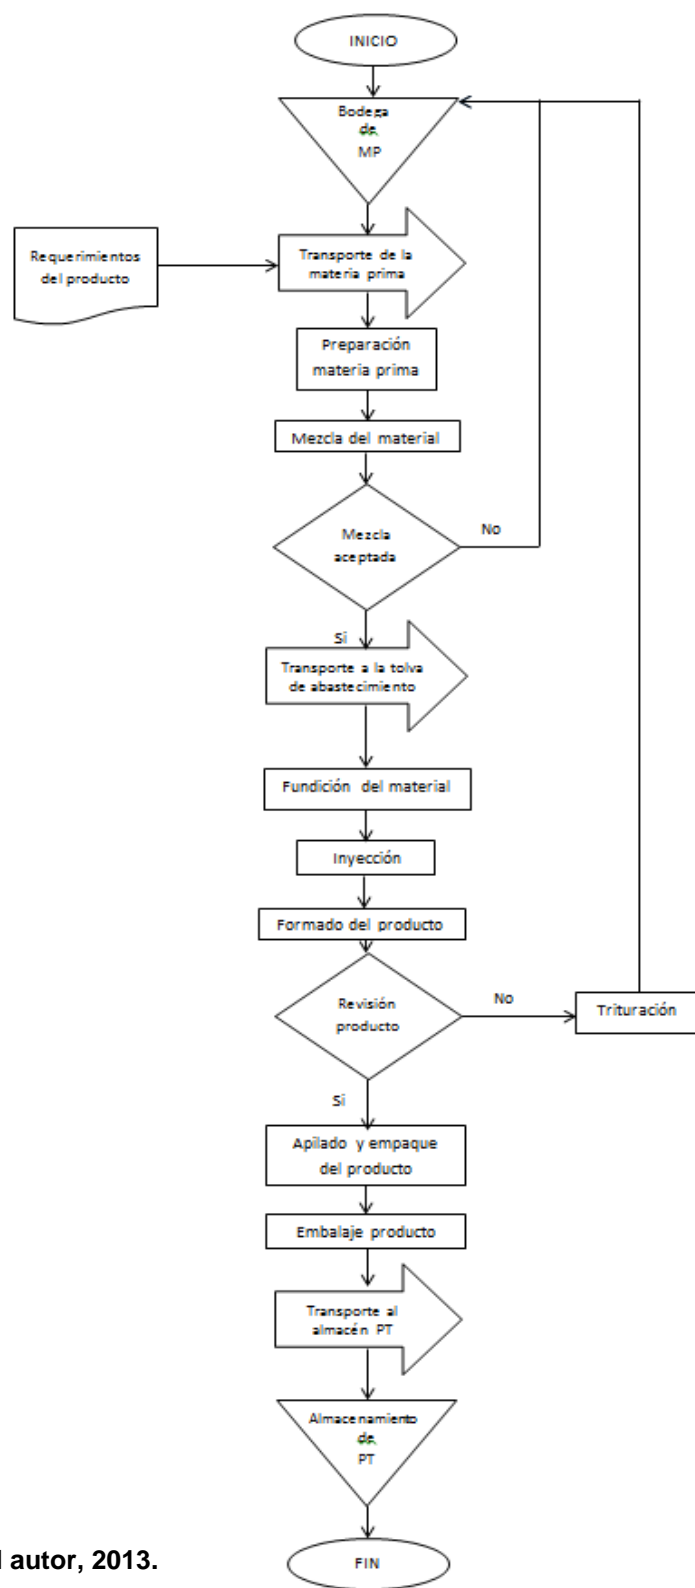 INICIO
Bodega
de
MP
Requerimientos
del producto
Transporte de la
materia prima
Preparación
materia prima
Mezcla del material
Mezcla
aceptada
No
Si
Transporte a la tolva
de abastecimiento
Fundición del material
Inyección
Formado del producto
Revisión
producto
No
Trituración
Si
Apilado y empaque
del producto
Embalaje producto
Transporte al
almacén PT
Almacenamiento
de
PT
autor, 2013.
FIN